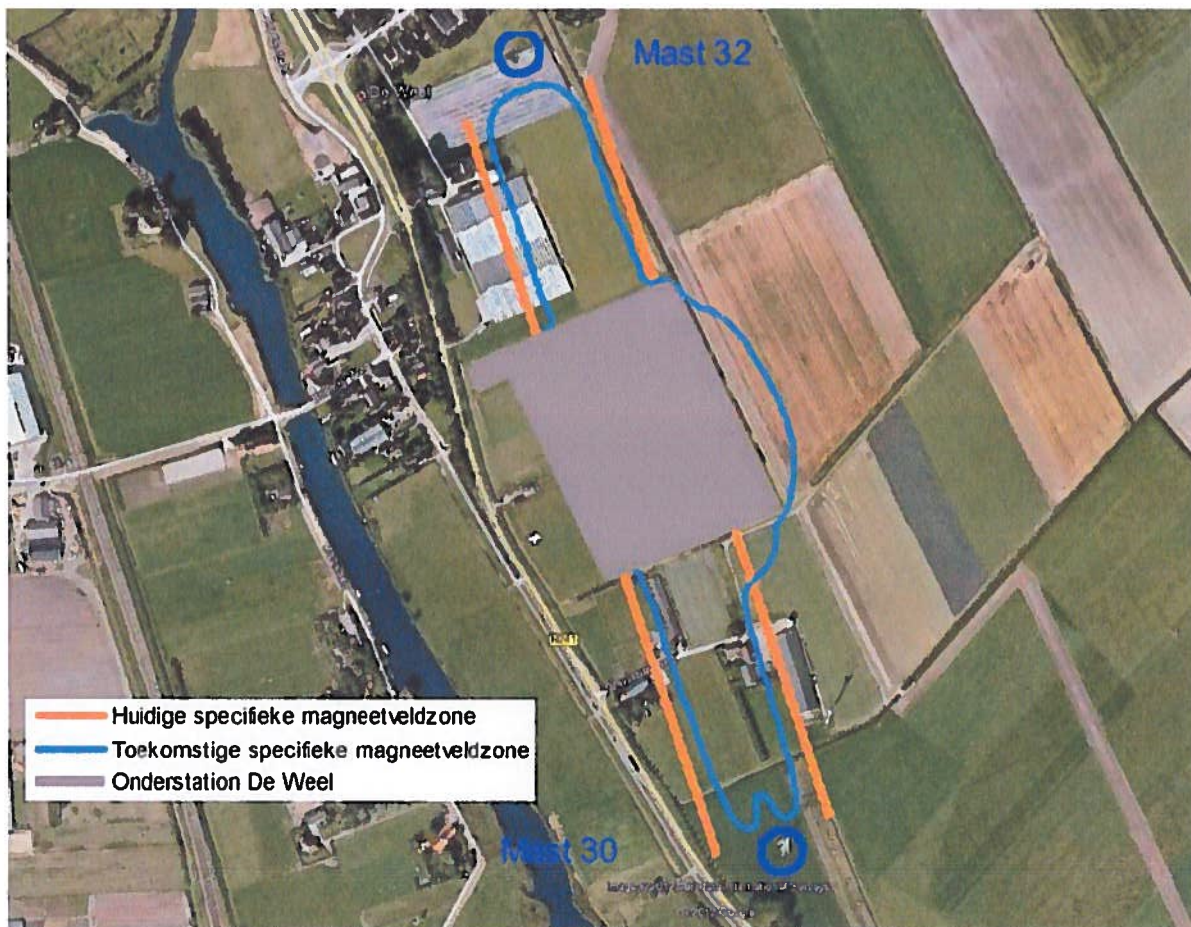 Mast 32
De Weel
Huidige specifieke magneetveldzone
Toekomstige specifieke magneetveldzone
Onderstation De Weel
Mast 30